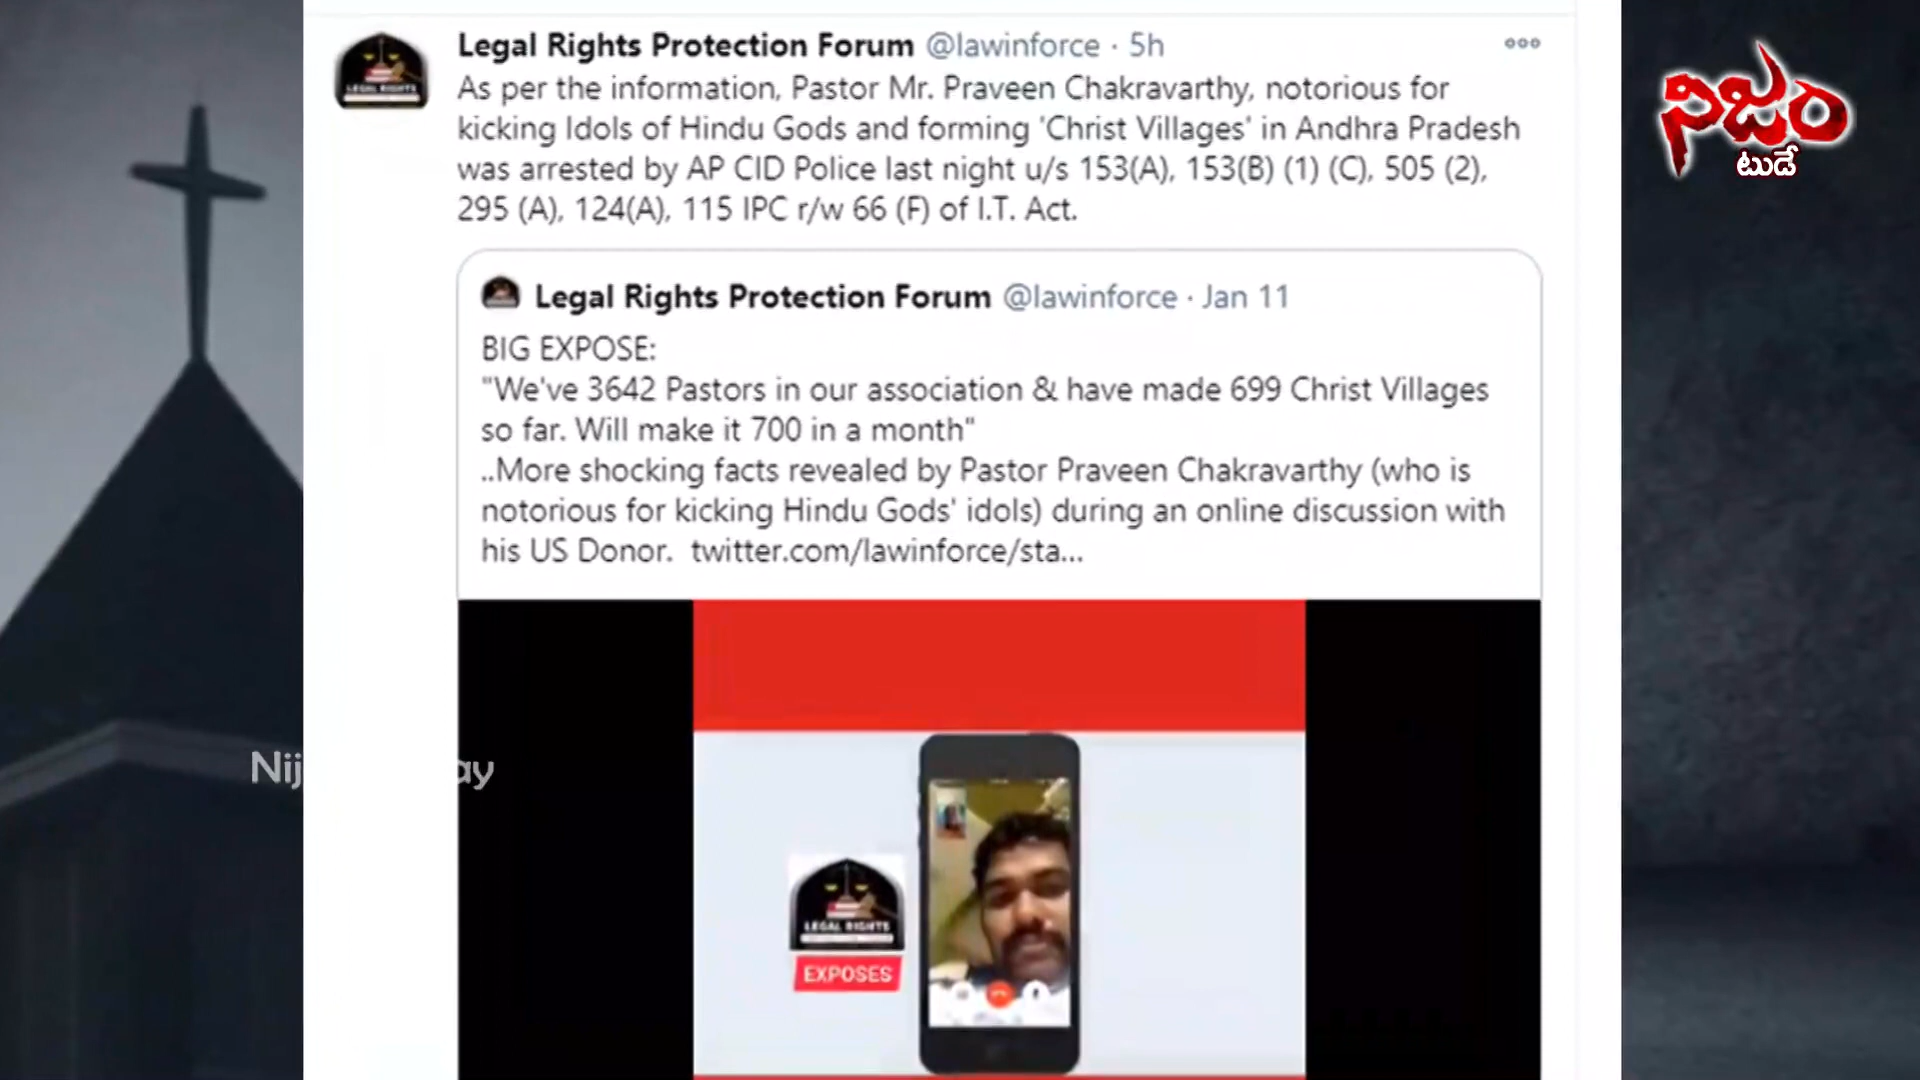 Legal Rights Protection Forum @lawinforce · 5h
As per the information, Pastor Mr. Praveen Chakravarthy, notorious for
kicking Idols of Hindu Gods and forming 'Christ Villages' in Andhra Pradesh
was arrested by AP CID Police last night u/s 153(A), 153(B) (1) (C), 505 (2),
295 (A), 124(A), 115 IPC r/w 66 (F) of I.T. Act.
Legal Rights Protection Forum @lawinforce · Jan 11
BIG EXPOSE:
"We've 3642 Pastors in our association & have made 699 Christ Villages
so far. Will make it 700 in a month"
..More shocking facts revealed by Pastor Praveen Chakravarthy (who is
notorious for kicking Hindu Gods' idols) during an online discussion with
his US Donor. twitter.com/lawinforce/sta...
LEGAL RIGHTS
EXPOSES
నిజం
టుడే
LEGAL RIGHTS